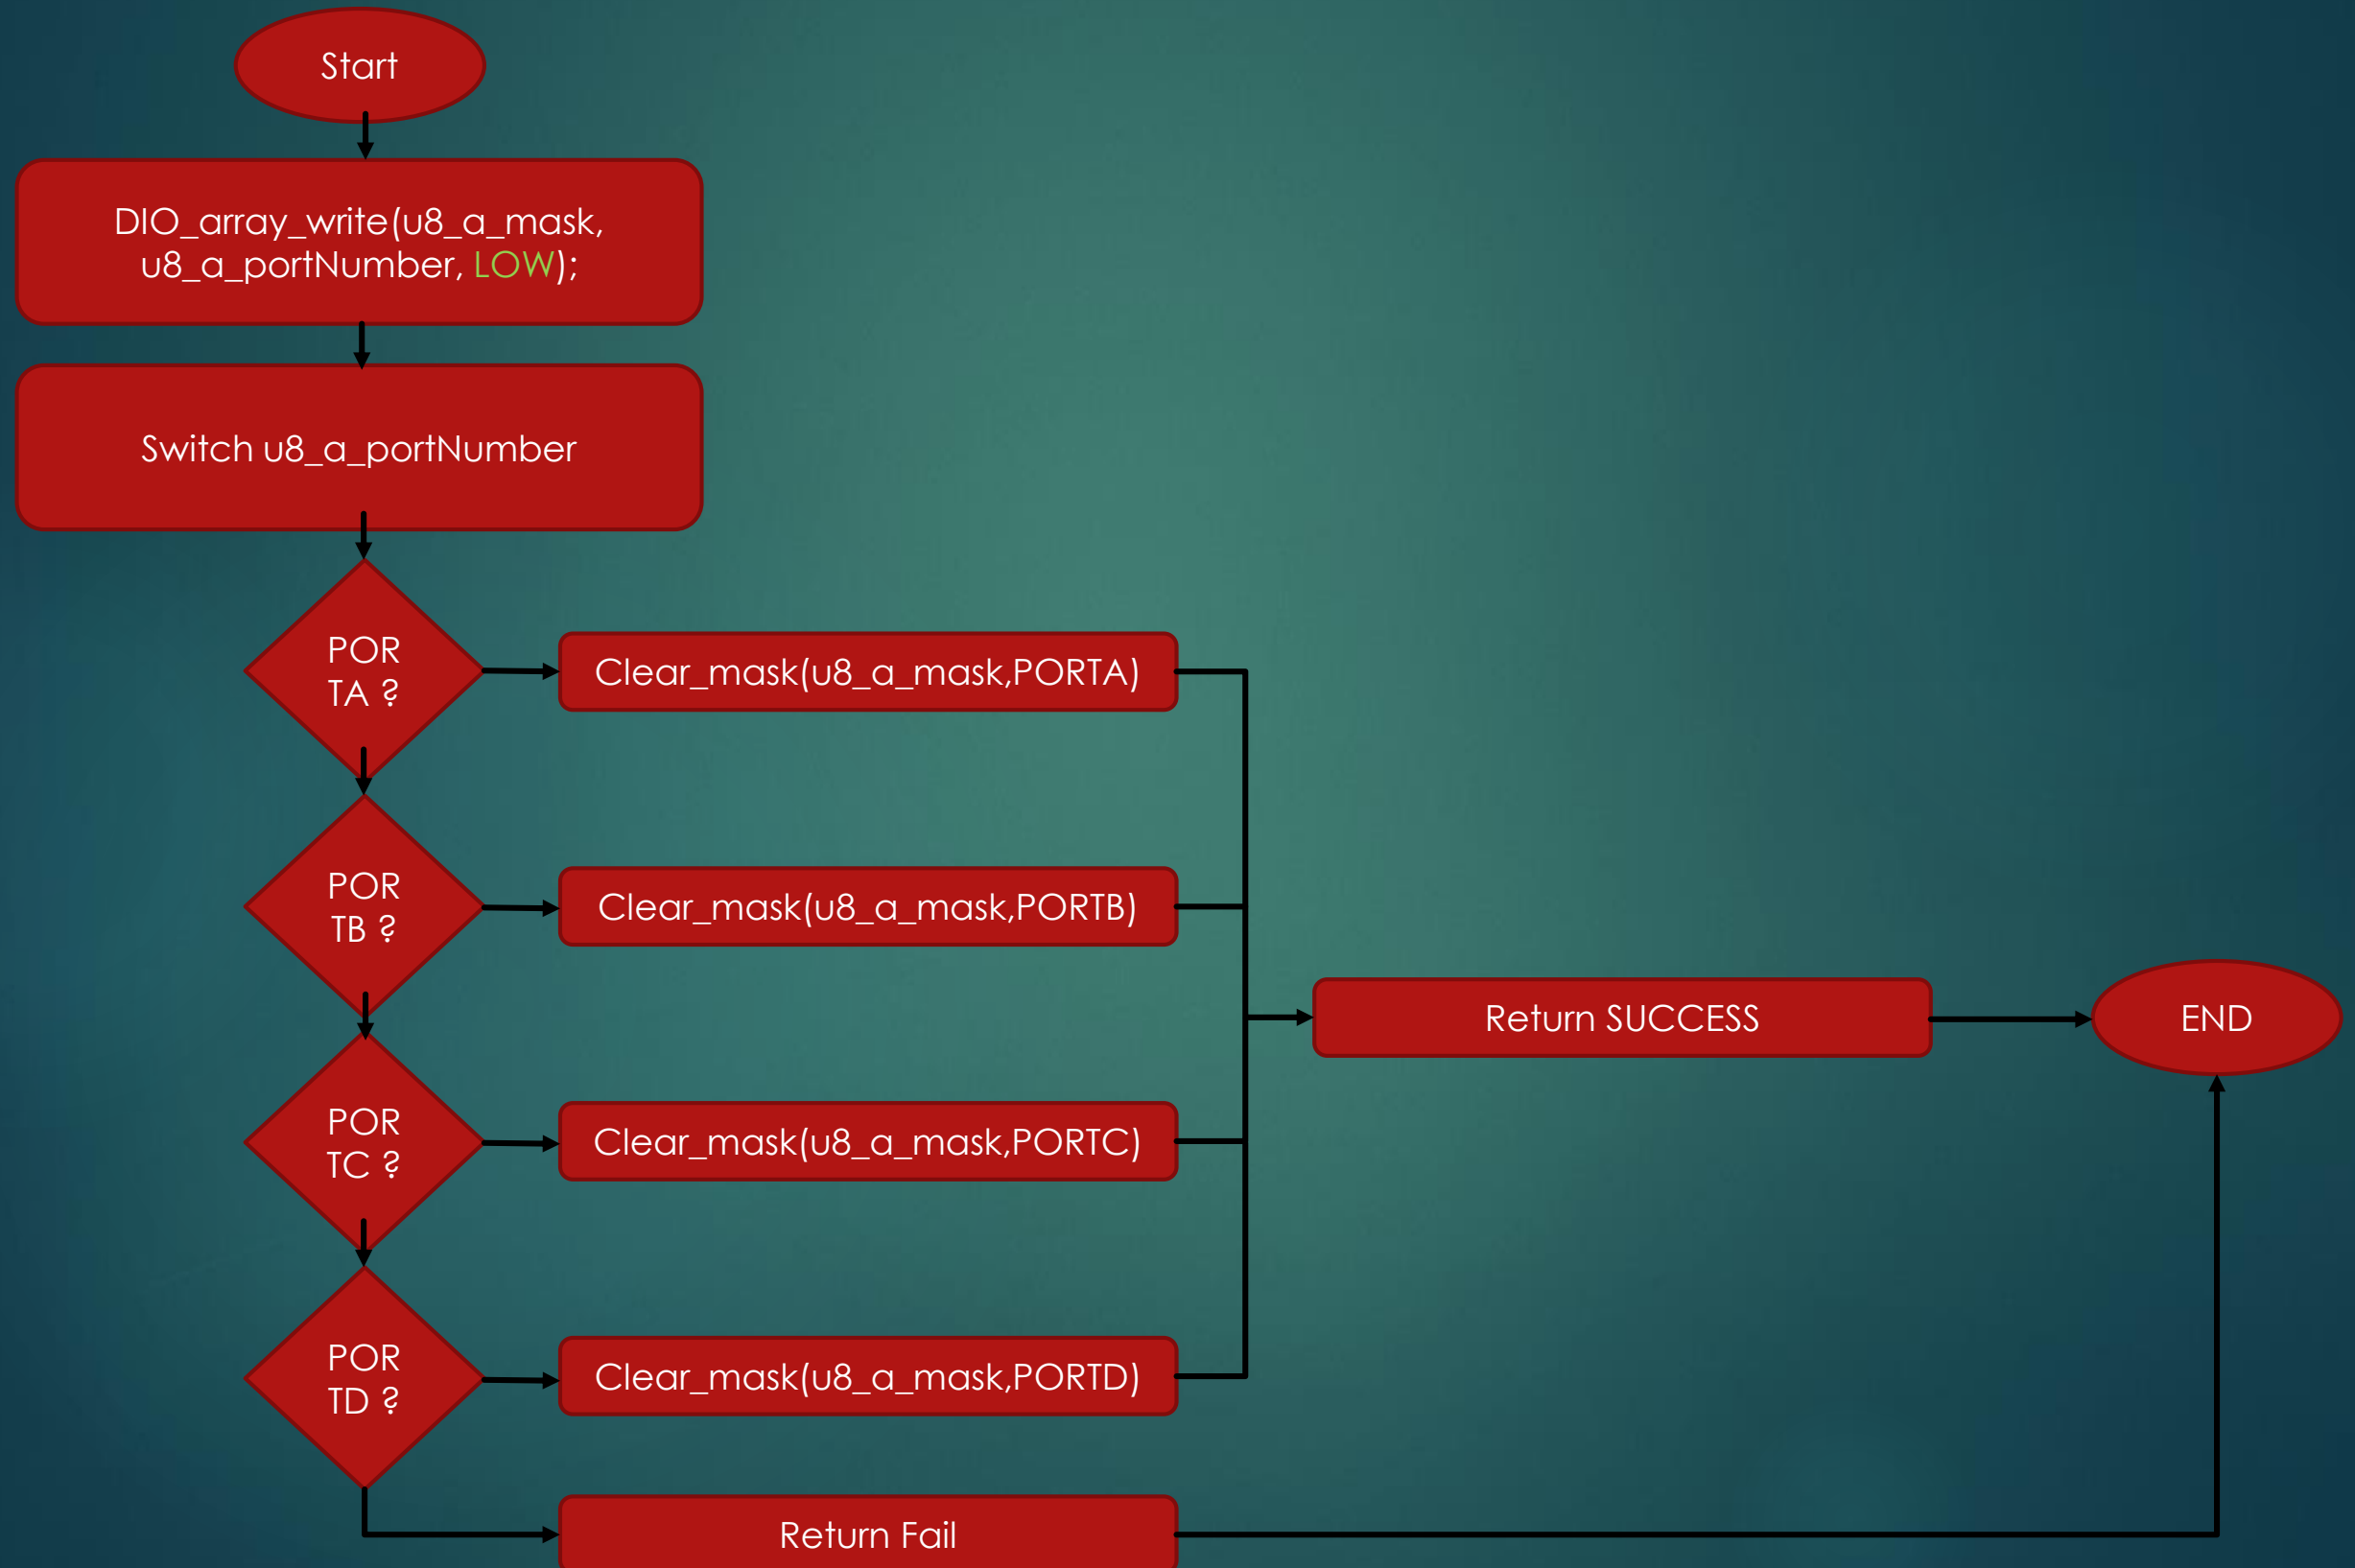 Start
DIO_array_write(u8_a_mask,
u8_a_portNumber, LOW);
Switch u8_a_portNumber
POR
TA ?
Clear_mask(u8_a_mask,PORTA)
POR
TB ?
Clear_mask(u8_a_mask,PORTB)
Return SUCCESS
END
POR
TC ?
Clear_mask(u8_a_mask,PORTC)
POR
TD ?
Clear_mask(u8_a_mask,PORTD)
Return Fail